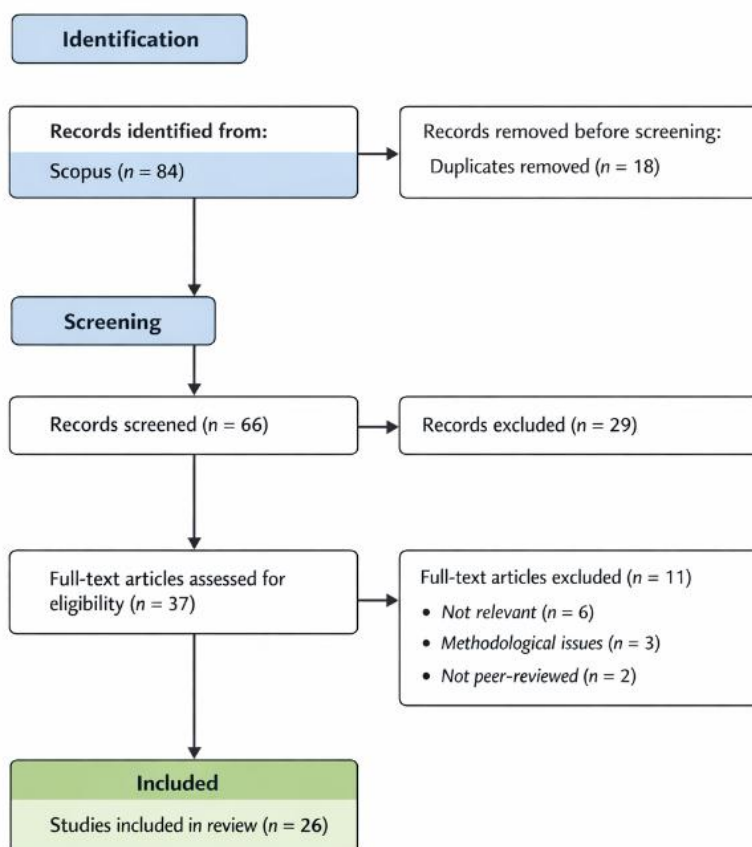 Identification
Records identified from:
Scopus (n = 84)
Records removed before screening:
Duplicates removed (n = 18)
Screening
Records screened (n = 66)
Records excluded (n = 29)
Full-text articles assessed for
eligibility (n = 37)
Full-text articles excluded (n = 11)
• Not relevant (n = 6)
• Methodological issues (n = 3)
• Not peer-reviewed (n = 2)
Included
Studies included in review (n = 26)